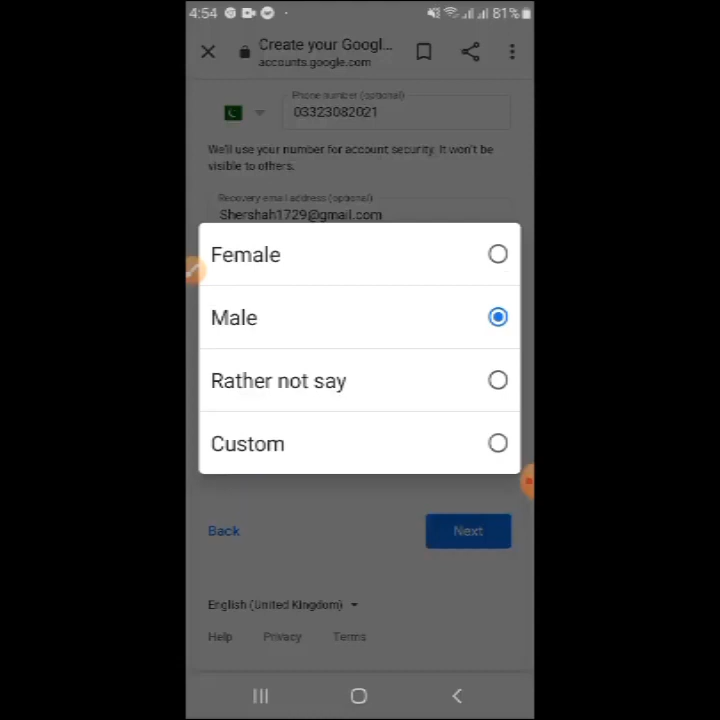 4:54
81%
Create your Googl...
accounts.google.com
Phone number (optional)
03323082021
We'll use your number for account security. It won't be
visible to others.
Recovery email address (optional)
Shershah1729@gmail.com
Female
Male
Rather not say
Custom
Back
Next
English (United Kingdom)
Help
Privacy
Terms